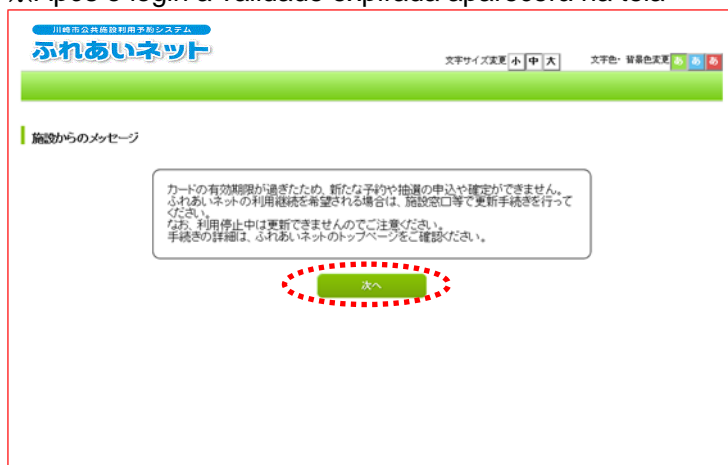 ※Após o login a validade expirada aparecerá na tela
川崎市公共施設利用予約システム
ふれあいネット
文字サイズ変更 小 中 大 文字色・背景色変更 あ あ あ
施設からのメッセージ
カードの有効期限が過ぎたため、新たな予約や抽選の申込や確定ができません。
ふれあいネットの利用継続を希望される場合は、施設窓口等で更新手続きを行って
ください。
なお、利用停止中は更新できませんのでご注意ください。
手続きの詳細は、ふれあいネットのトップページをご確認ください。
次へ